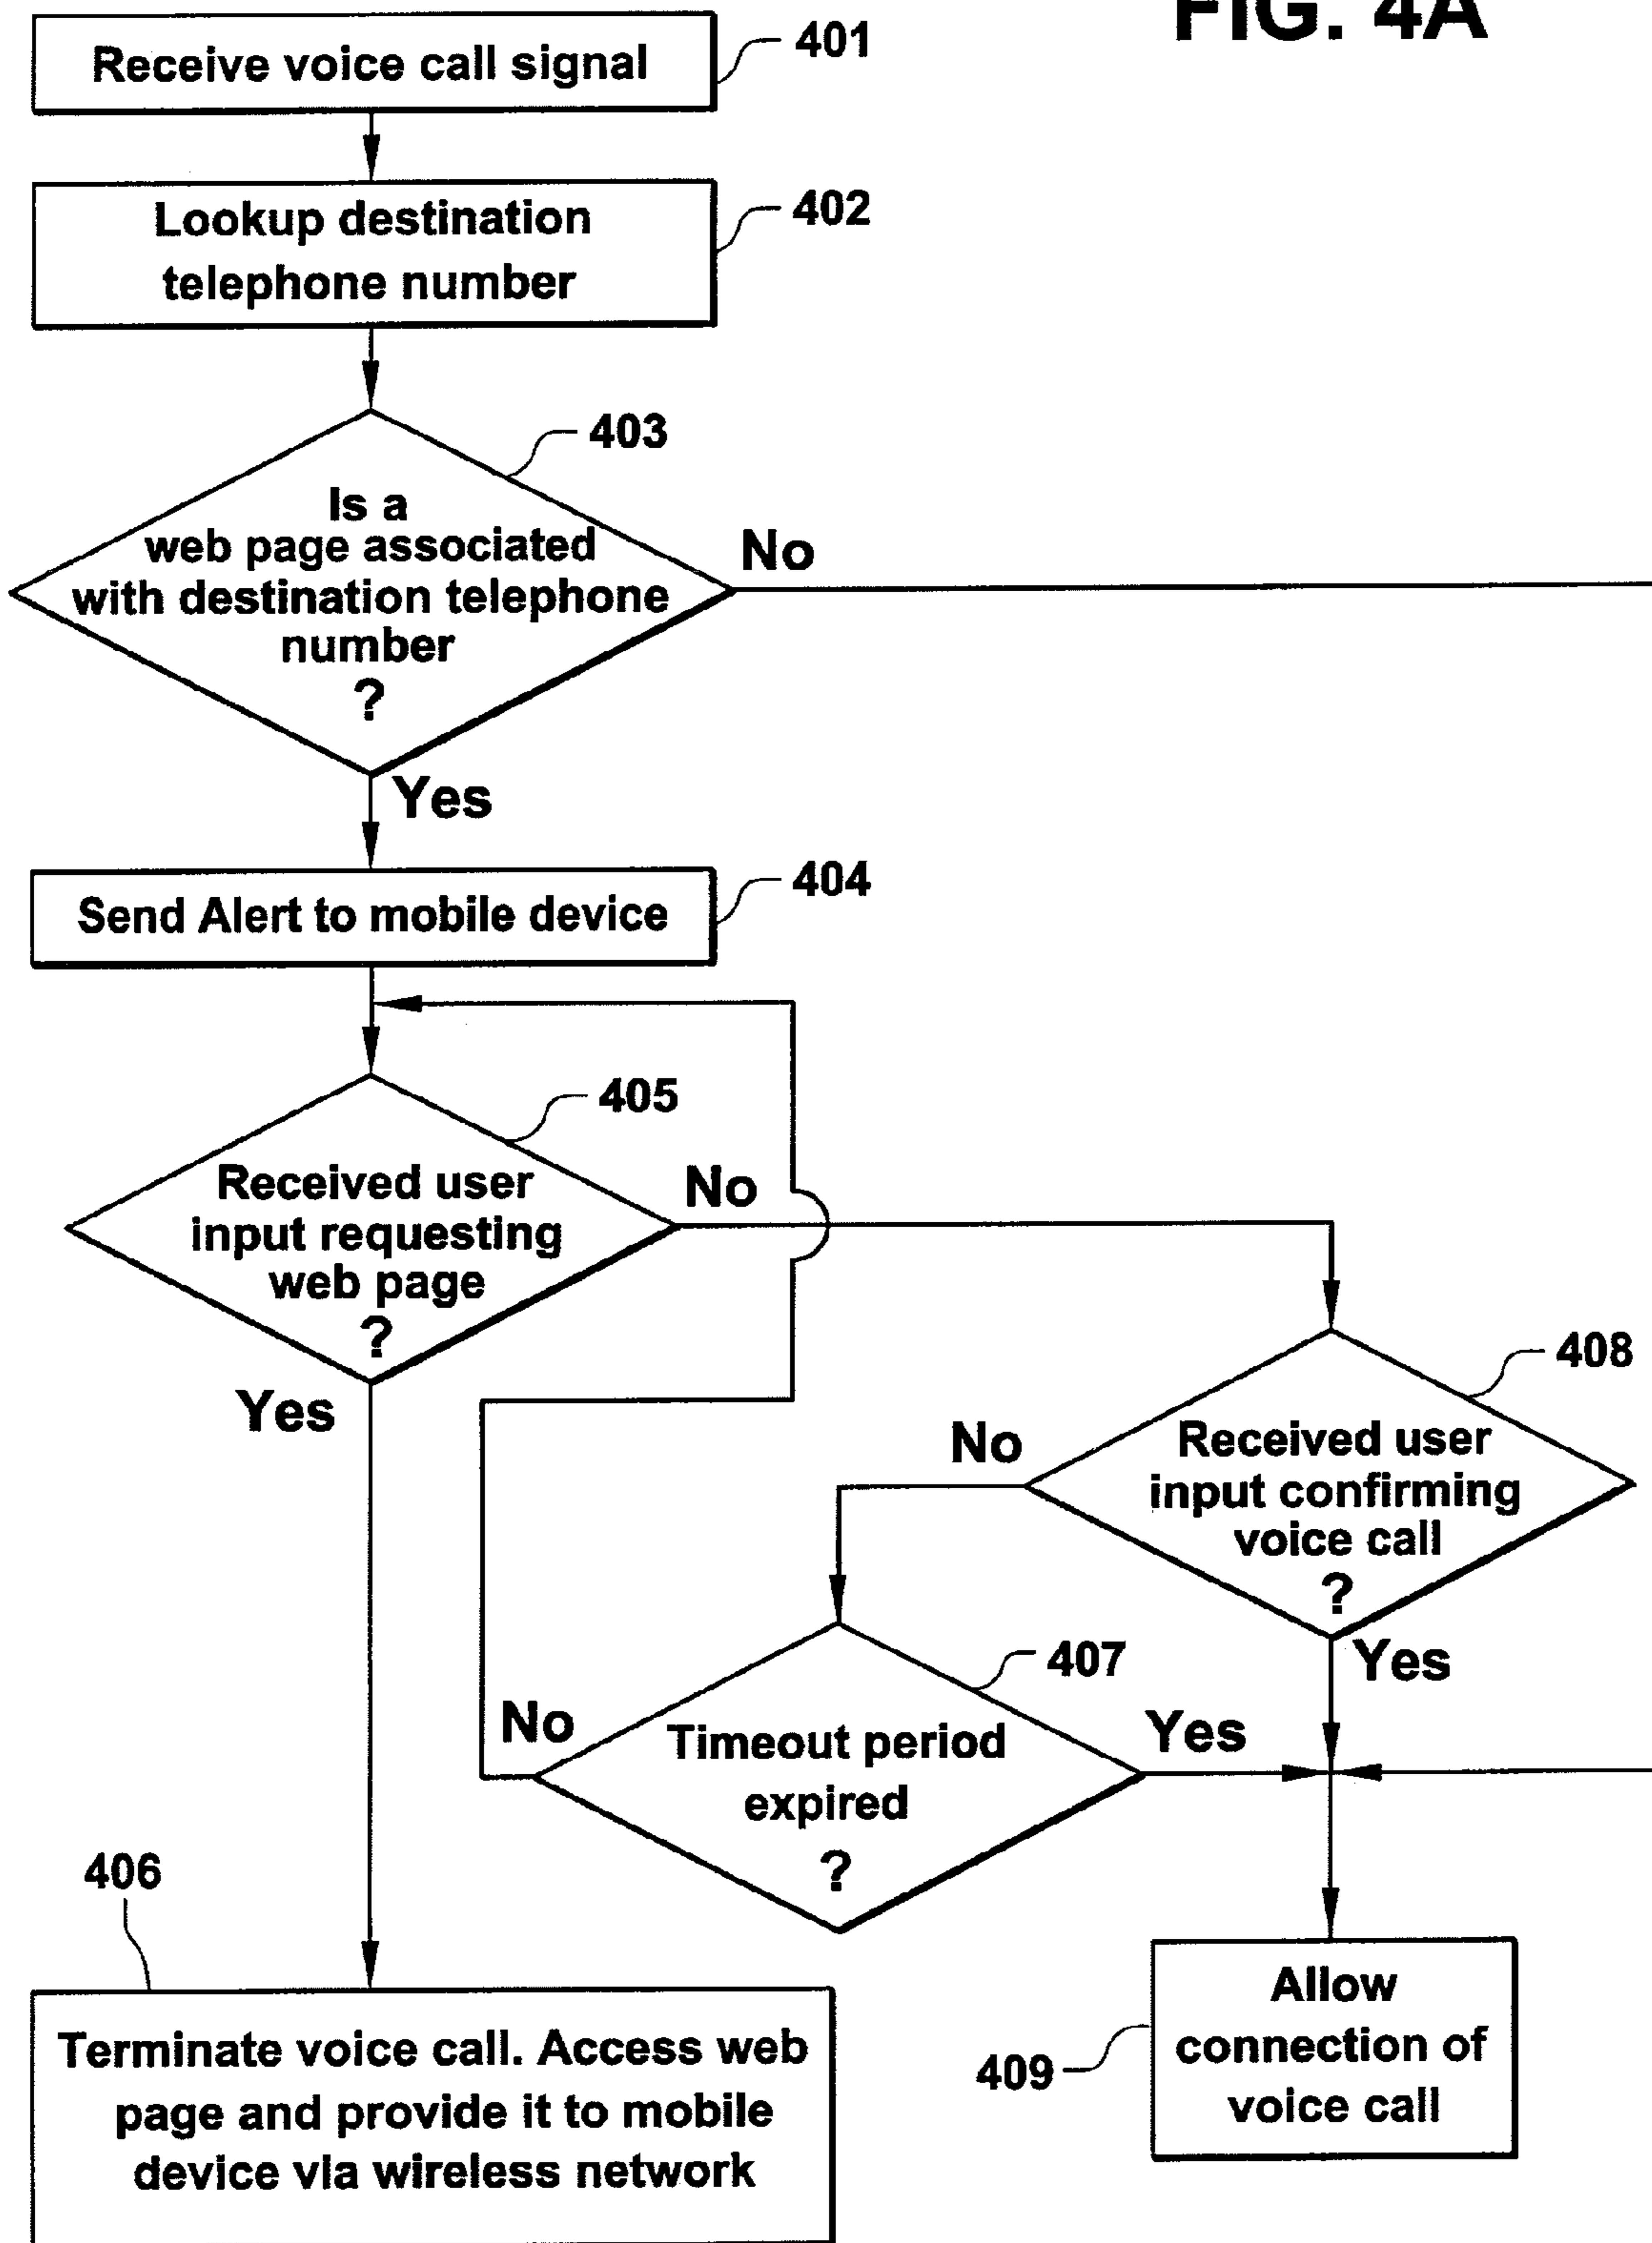 FIG. 4A
Receive voice call signal
401
Lookup destination
telephone number
402
403
Is a
web page associated
with destination telephone
number
?
No
Yes
Send Alert to mobile device
404
405
Received user
input requesting
web page
?
No
Yes
408
Received user
input confirming
voice call
?
No
Yes
407
Timeout period
expired
?
No
Yes
406
Terminate voice call. Access web
page and provide it to mobile
device via wireless network
409
Allow
connection of
voice call